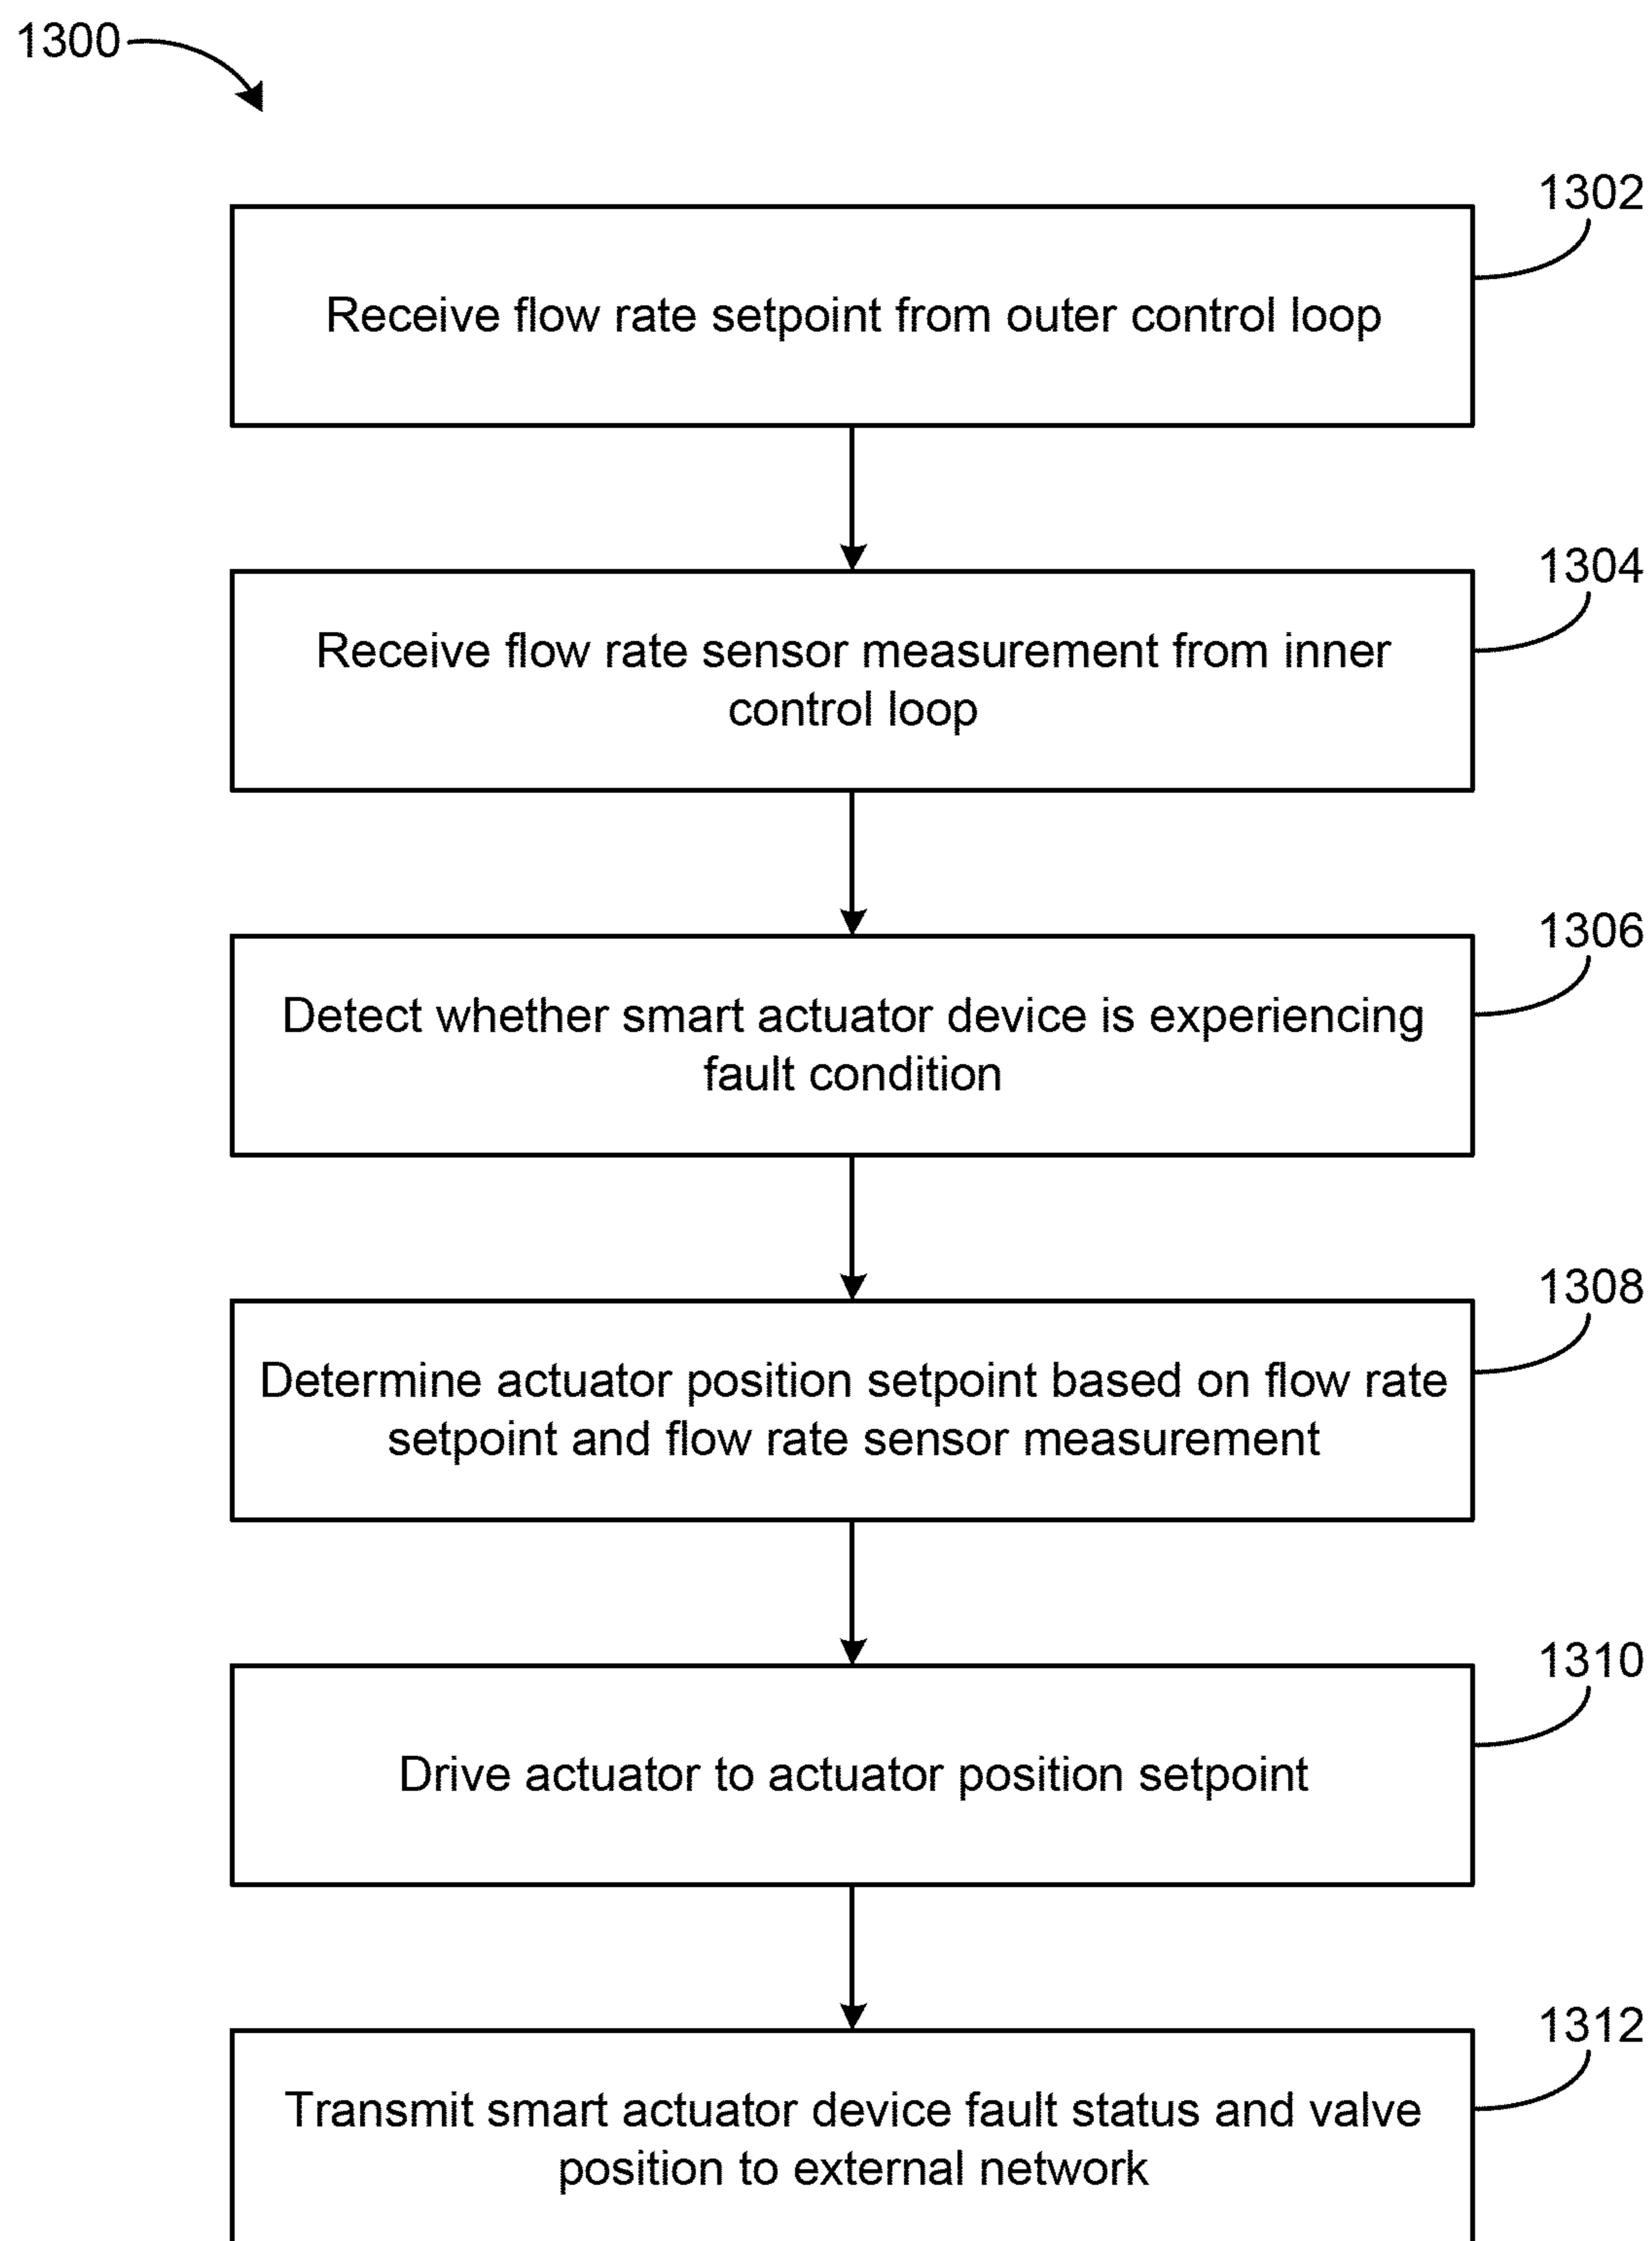 1300
1302
Receive flow rate setpoint from outer control loop
1304
Receive flow rate sensor measurement from inner
control loop
1306
Detect whether smart actuator device is experiencing
fault condition
1308
Determine actuator position setpoint based on flow rate
setpoint and flow rate sensor measurement
1310
Drive actuator to actuator position setpoint
1312
Transmit smart actuator device fault status and valve
position to external network